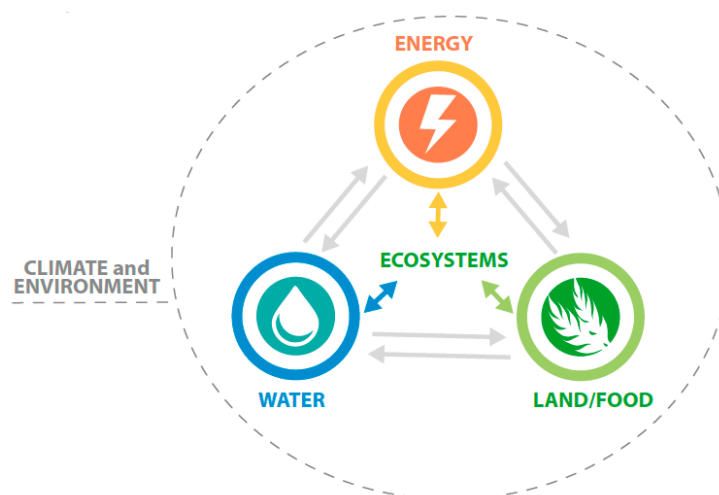 ENERGY
ECOSYSTEMS
CLIMATE and
ENVIRONMENT
WATER
LAND/FOOD